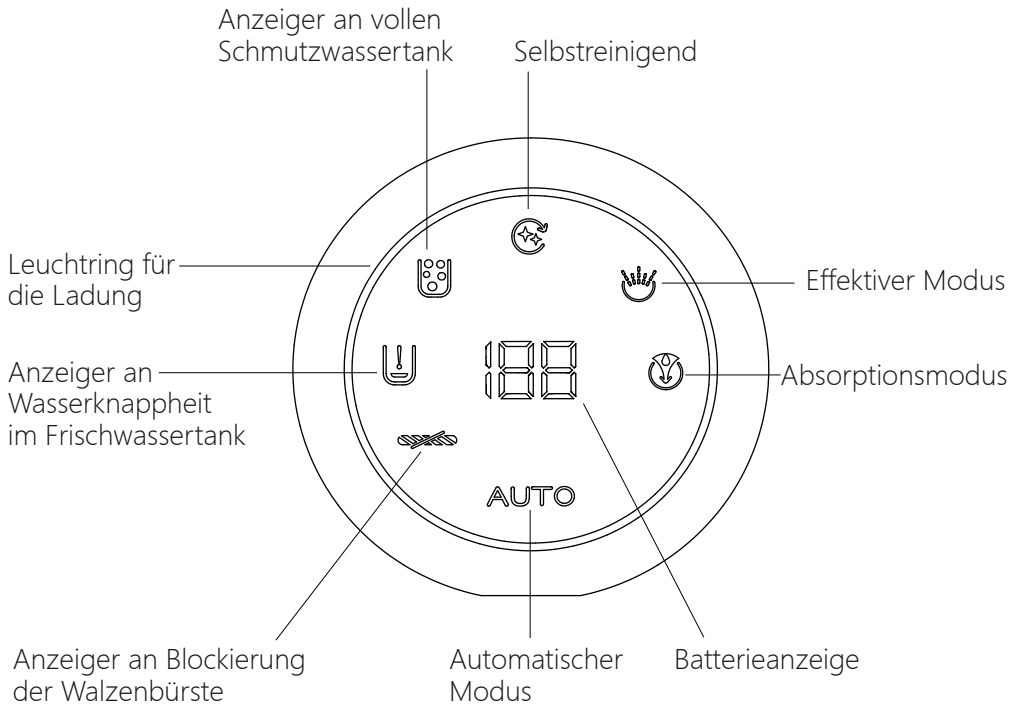 Anzeiger an vollen
Schmutzwassertank
Selbstreinigend
Leuchtring für
die Ladung
Effektiver Modus
188
Anzeiger an
Wasserknappheit
im Frischwassertank
Absorptionsmodus
AUTO
Anzeiger an Blockierung
der Walzenbürste
Automatischer
Modus
Batterieanzeige